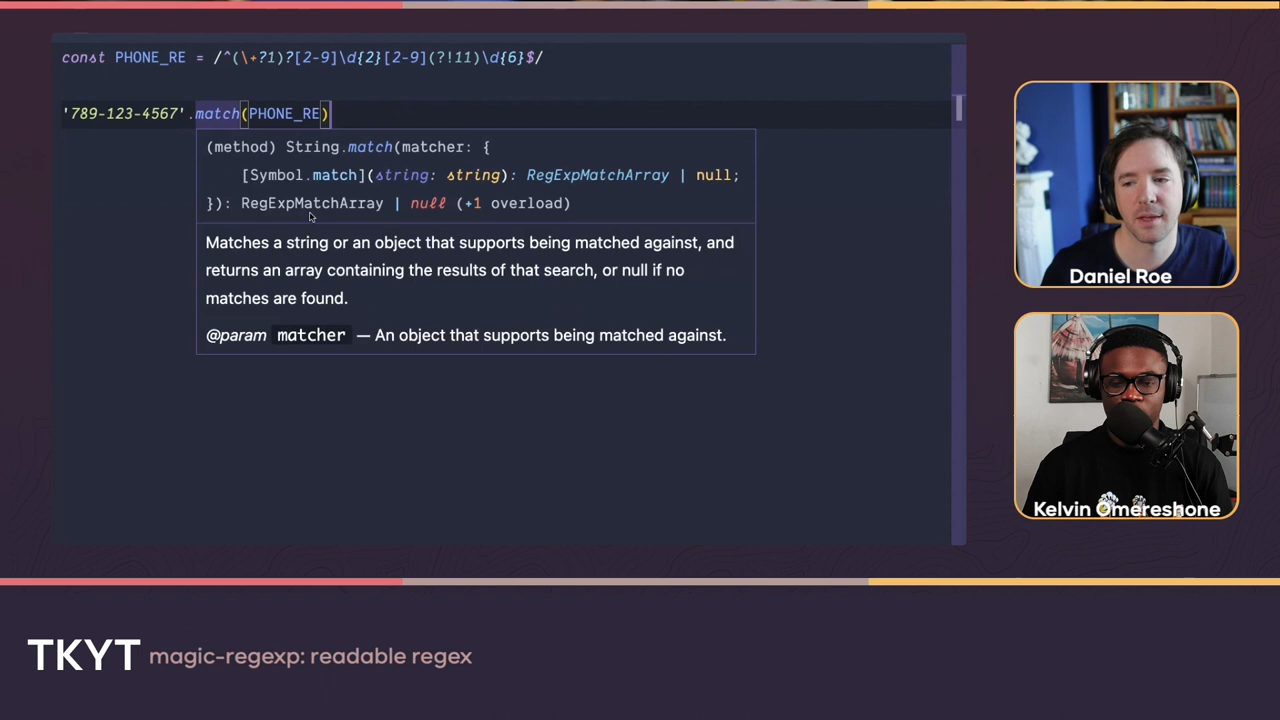 const PHONE_RE = /^(\+?1)?[2-9]\d{2}[2-9](?!11)\d{6}$/
'789-123-4567'.match(PHONE_RE)
(method) String.match(matcher: {
[Symbol.match](string: string): RegExpMatchArray | null;
}): RegExpMatchArray | null (+1 overload)
Matches a string or an object that supports being matched against, and
returns an array containing the results of that search, or null if no
matches are found.
@param matcher — An object that supports being matched against.
Daniel Roe
Kelvin Omereshone
TKYT magic-regexp: readable regex